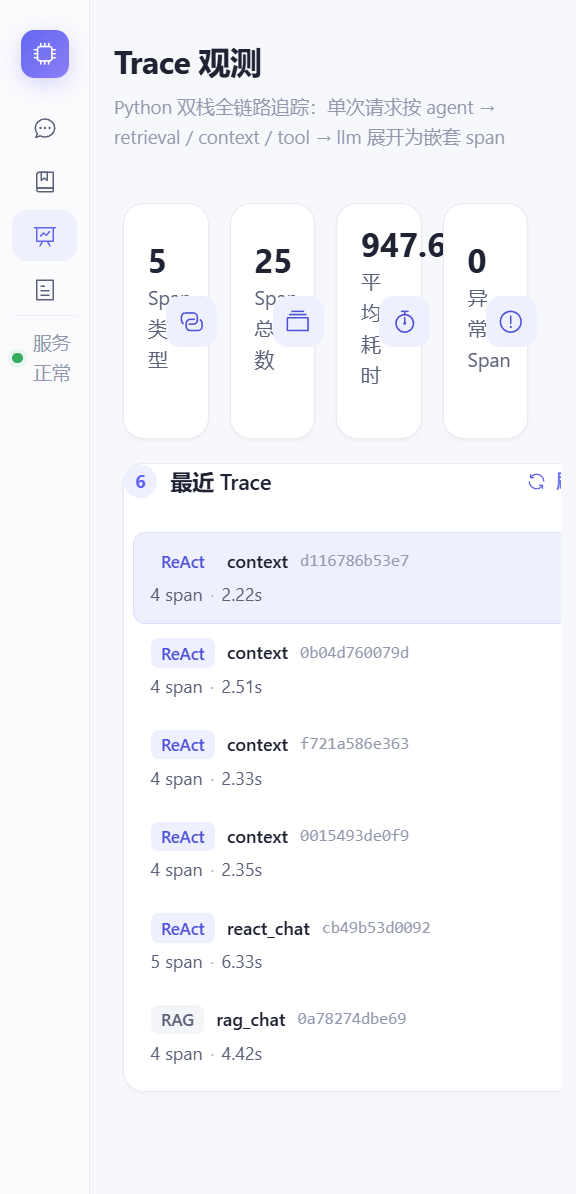 Trace 观测
Python 双栈全链路追踪：单次请求按 agent →
retrieval / context / tool → llm 展开为嵌套 span
服务
正常
5
Span
类
型
25
Span
总
数
947.6
平
均
耗
时
0
异
常
Span
6 最近 Trace
ReAct context d116786b53e7
4 span · 2.22s
ReAct context 0b04d760079d
4 span · 2.51s
ReAct context f721a586e363
4 span · 2.33s
ReAct context 0015493de0f9
4 span · 2.35s
ReAct react_chat cb49b53d0092
5 span · 6.33s
RAG rag_chat 0a78274dbe69
4 span · 4.42s